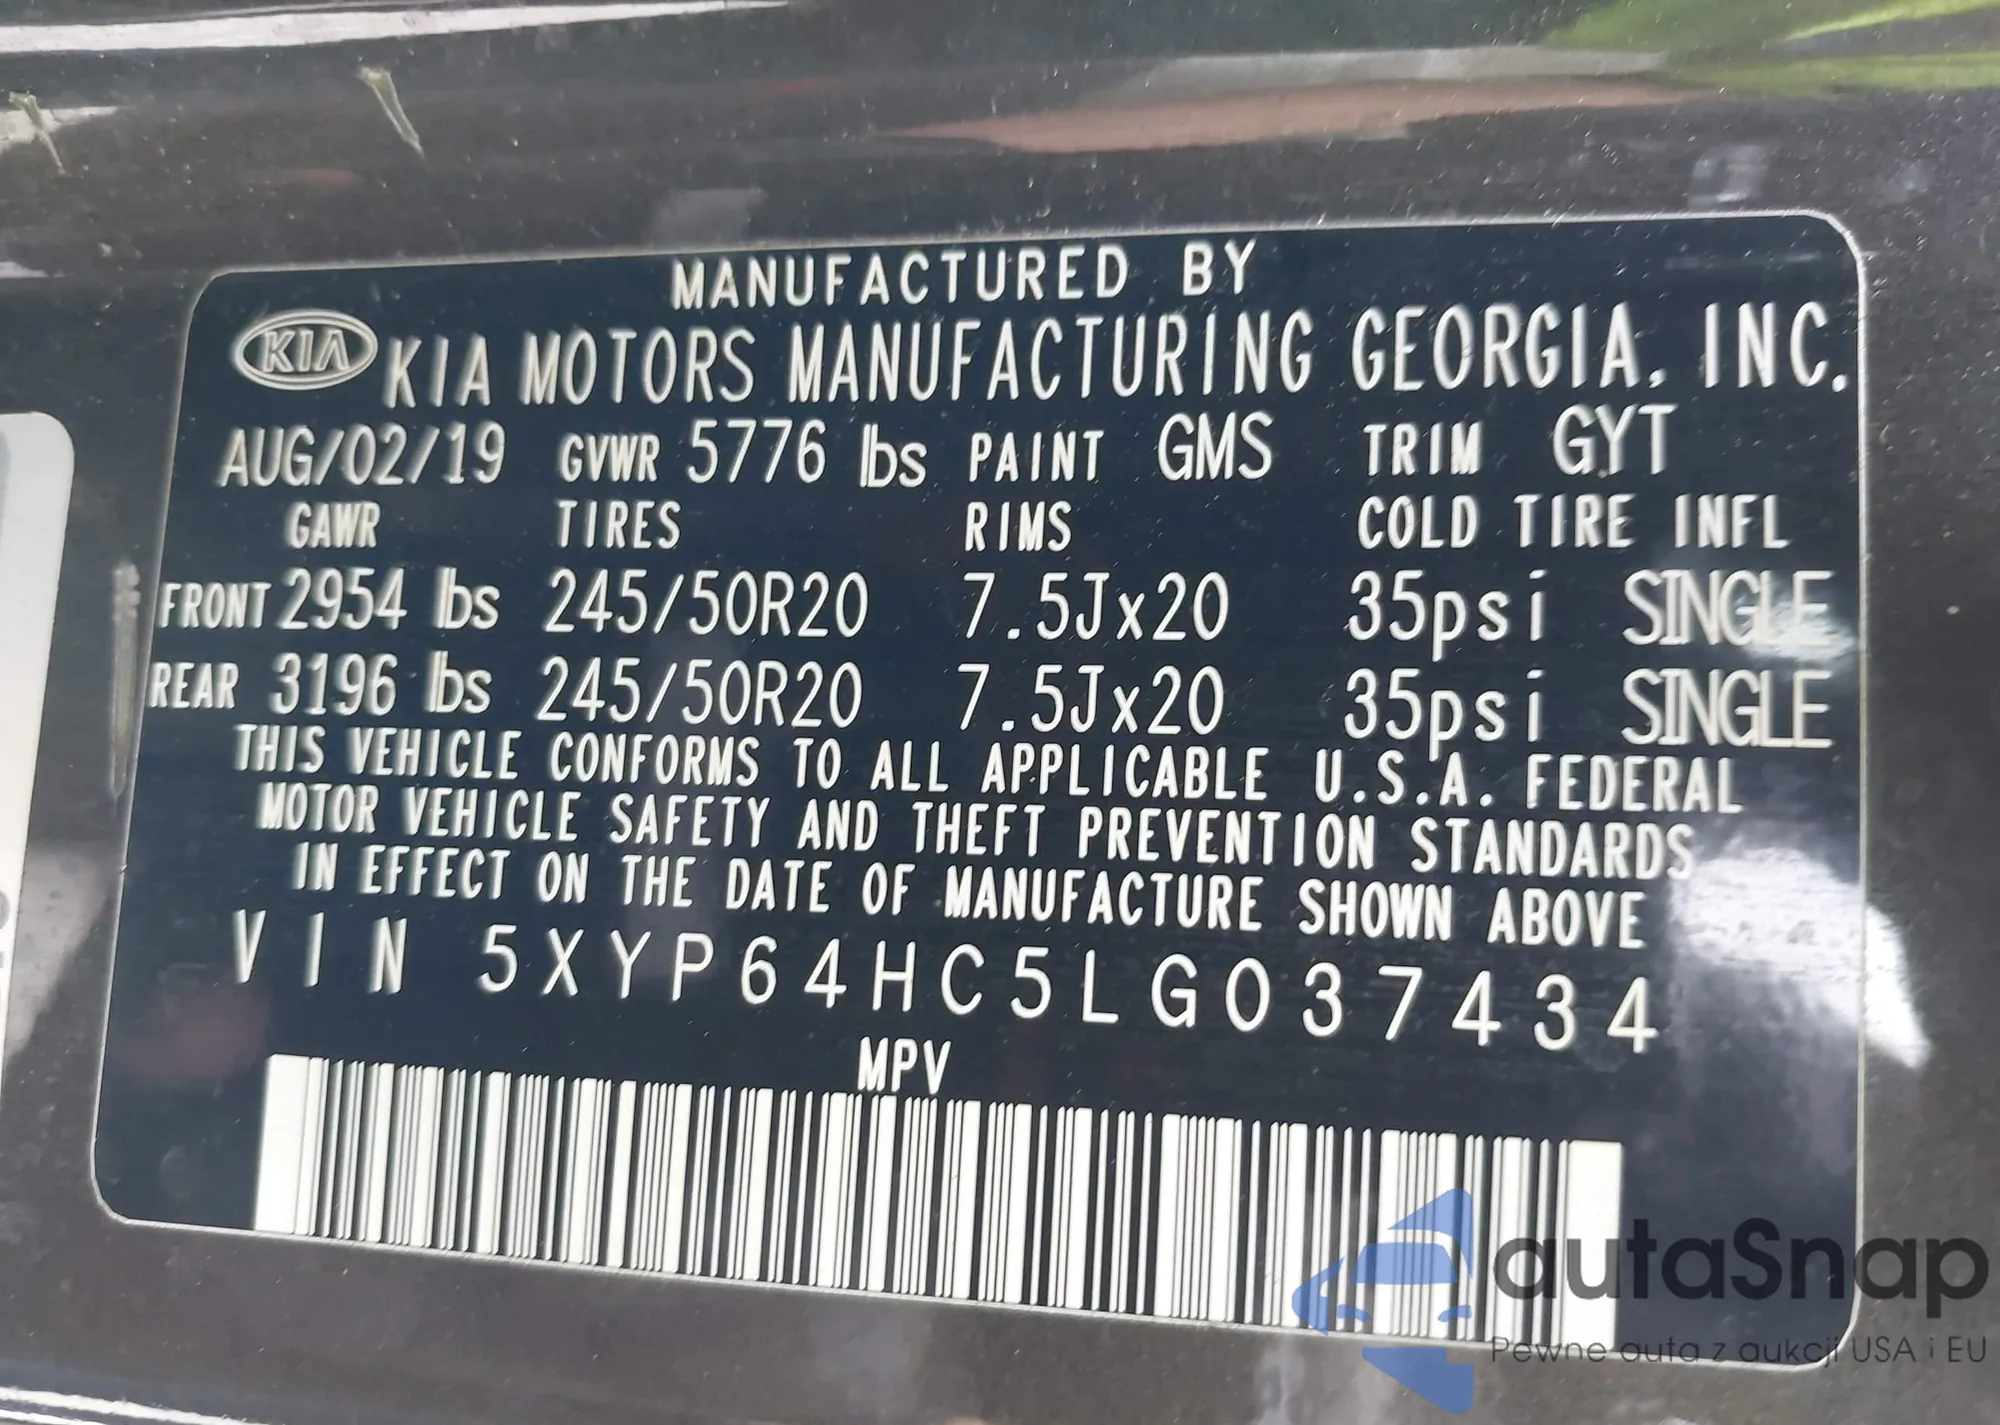 MANUFACTURED BY
KIA KIA MOTORS MANUFACTURING GEORGIA, INC.
AUG/02/19 GVWR 5776 lbs PAINT GMS TRIM GYT
GAWR TIRES RIMS COLD TIRE INFL
FRONT 2954 lbs 245/50R20 7.5Jx20 35psi SINGLE
REAR 3196 lbs 245/50R20 7.5Jx20 35psi SINGLE
THIS VEHICLE CONFORMS TO ALL APPLICABLE U.S.A. FEDERAL
MOTOR VEHICLE SAFETY AND THEFT PREVENTION STANDARDS
IN EFFECT ON THE DATE OF MANUFACTURE SHOWN ABOVE
VIN 5XYP64HC5LG037434
MPV
autaSnap
Pewne auta z aukcji USA i EU